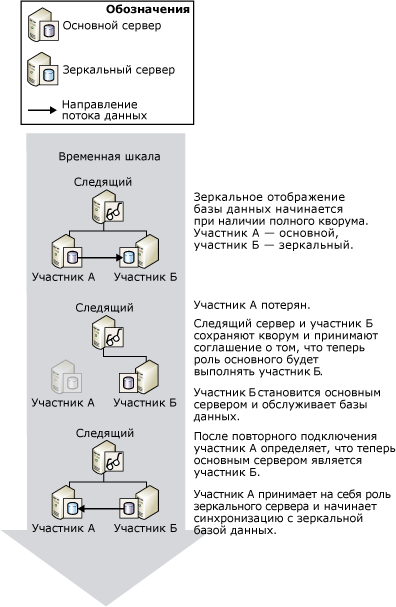 Обозначения
Основной сервер
Зеркальный сервер
Направление
потока данных
Временная шкала
Следящий
Участник А
Участник Б
Зеркальное отображение
базы данных начинается
при наличии полного кворума.
Участник А — основной,
участник Б — зеркальный.
Следящий
Участник А
Участник Б
Участник А потерян.
Следящий сервер и участник Б
сохраняют кворум и принимают
соглашение о том, что теперь
роль основного будет
выполнять участник Б.
Участник Б становится основным
сервером и обслуживает базы
данных.
Следящий
Участник А
Участник Б
После повторного подключения
участник А определяет, что теперь
основным сервером является
участник Б.
Участник А принимает на себя роль
зеркального сервера и начинает
синхронизацию с зеркальной
базой данных.